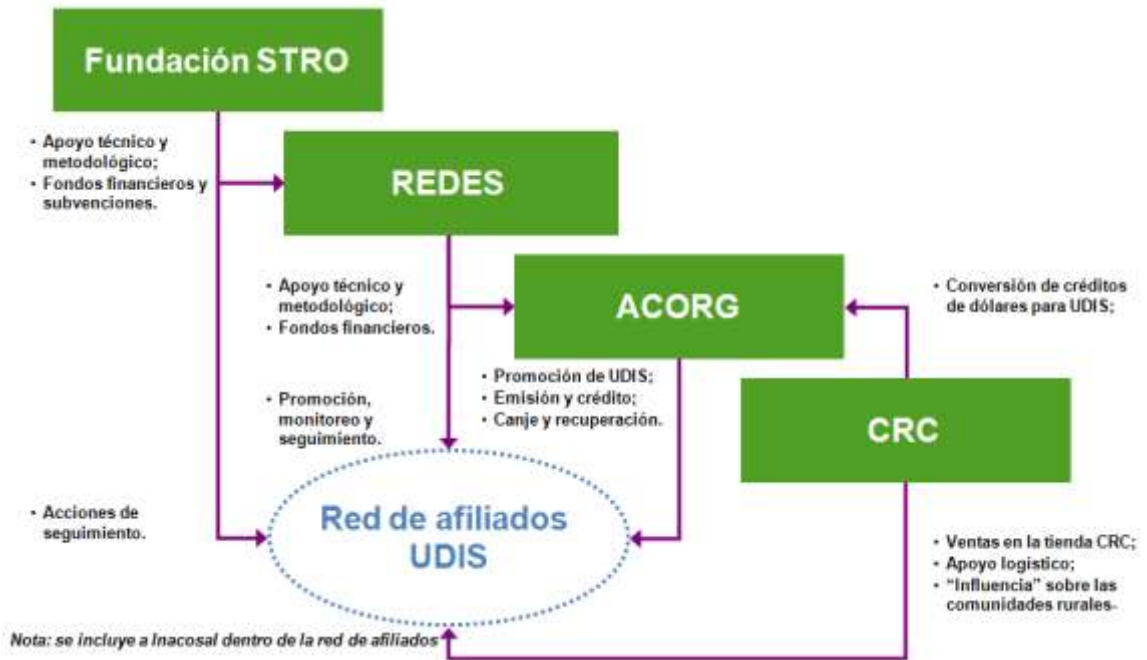 Fundación STRO
• Apoyo técnico y
metodológico;
• Fondos financieros y
subvenciones.
REDES
• Apoyo técnico y
metodológico;
• Fondos financieros.
ACORG
• Conversión de créditos
de dólares para UDIS;
• Promoción de UDIS;
• Emisión y crédito;
• Canje y recuperación.
• Promoción,
monitoreo y
seguimiento.
CRC
Red de afiliados
UDIS
• Acciones de
seguimiento.
• Ventas en la tienda CRC;
• Apoyo logístico;
• “Influencia” sobre las
comunidades rurales.
Nota: se incluye a Inacosal dentro de la red de afiliados